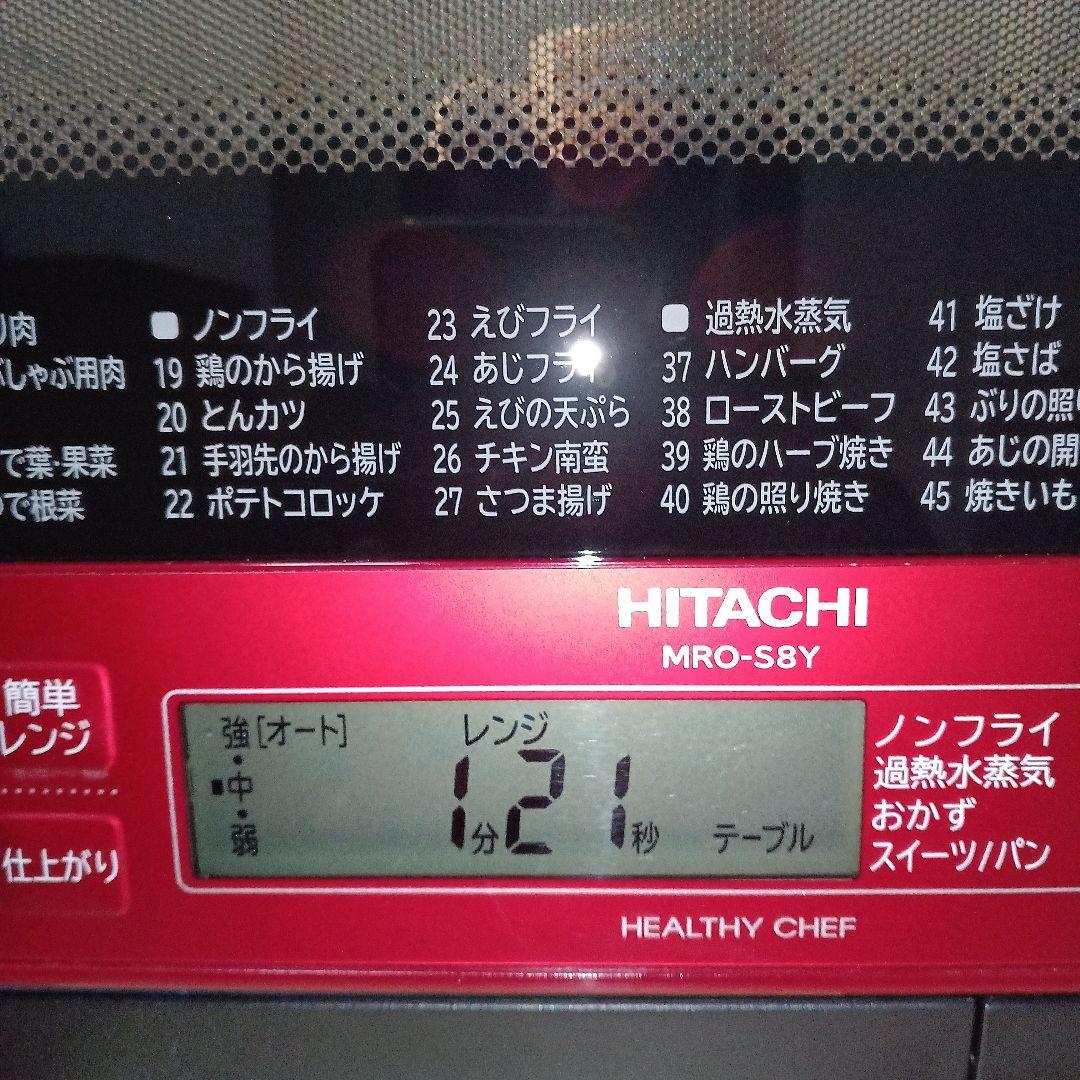 り肉
ぶしゃぶ用肉
で葉・果菜
で根菜
ノンフライ
19 鶏のから揚げ
20 とんカツ
21 手羽先のから揚げ
22 ポテトコロッケ
23 えびフライ
24 あじフライ
25 えびの天ぷら
26 チキン南蛮
27 さつま揚げ
過熱水蒸気
37 ハンバーグ
38 ローストビーフ
39 鶏のハーブ焼き
40 鶏の照り焼き
41 塩ざけ
42 塩さば
43 ぶりの照り
44 あじの開
45 焼きいも
HITACHI
MRO-S8Y
簡単
レンジ
仕上がり
強[オート]
中
弱
レンジ
1分21秒
テーブル
ノンフライ
過熱水蒸気
おかず
スイーツ/パン
HEALTHY CHEF